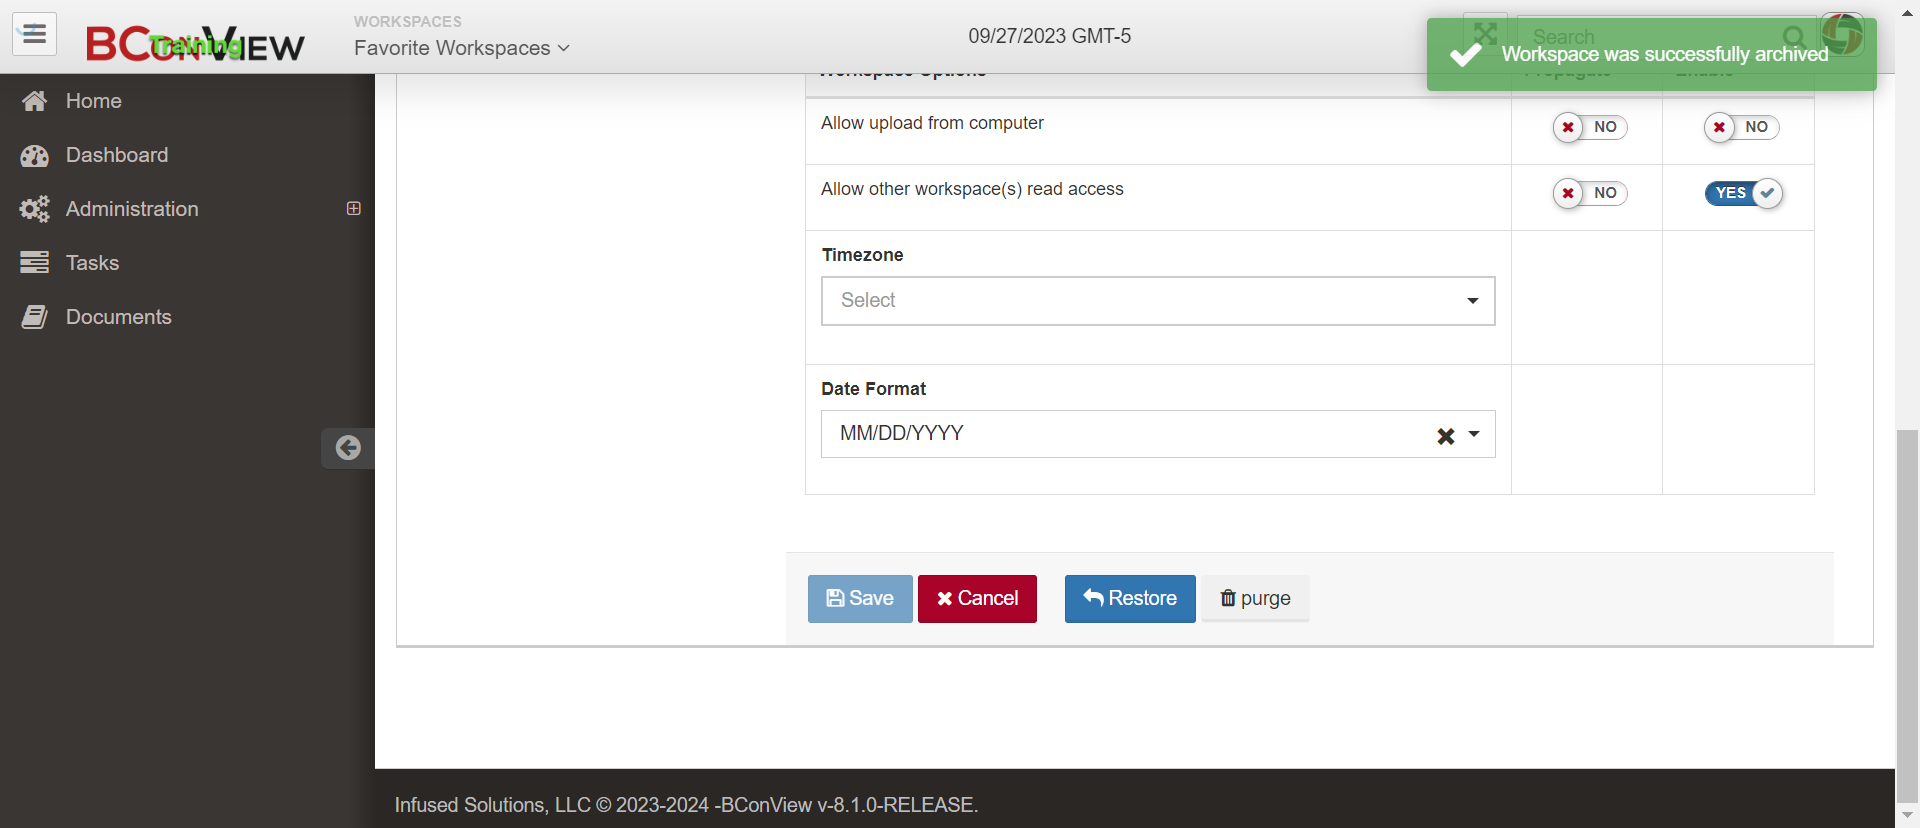 BConVIEW
Training
WORKSPACES
Favorite Workspaces
09/27/2023 GMT-5
Search
Workspace was successfully archived
Home
Dashboard
Administration
Tasks
Documents
Workspace Options
Propagate
Enable
Allow upload from computer
NO
NO
Allow other workspace(s) read access
NO
YES
Timezone
Select
Date Format
MM/DD/YYYY
Save
Cancel
Restore
purge
Infused Solutions, LLC © 2023-2024 -BConView v-8.1.0-RELEASE.